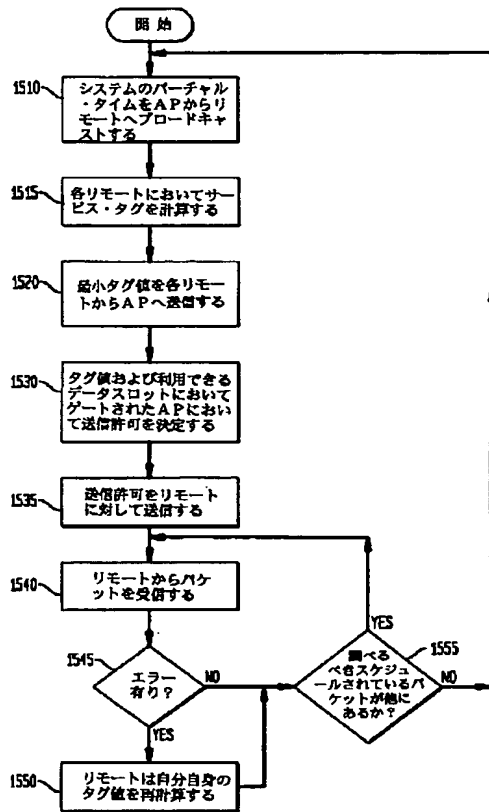 開始
1510
システムのバーチャル
・タイムをAPからリ
モートへブロードキャ
ストする
1515
各リモートにおいてサー
ビス・タグを計算する
1520
最小タグ値を各リモート
からAPへ送信する
1530
タグ値および利用できる
データスロットにおいて
ゲートされたAPにおい
て送信許可を決定する
1535
送信許可をリモート
に対して送信する
1540
リモートからパケ
ットを受信する
1545
エラー
有り?
NO
YES
1550
リモートは自分自身の
タグ値を再計算する
1555
調べる
べきスケジュ
ールされているパ
ケットが他に
あるか?
YES
NO